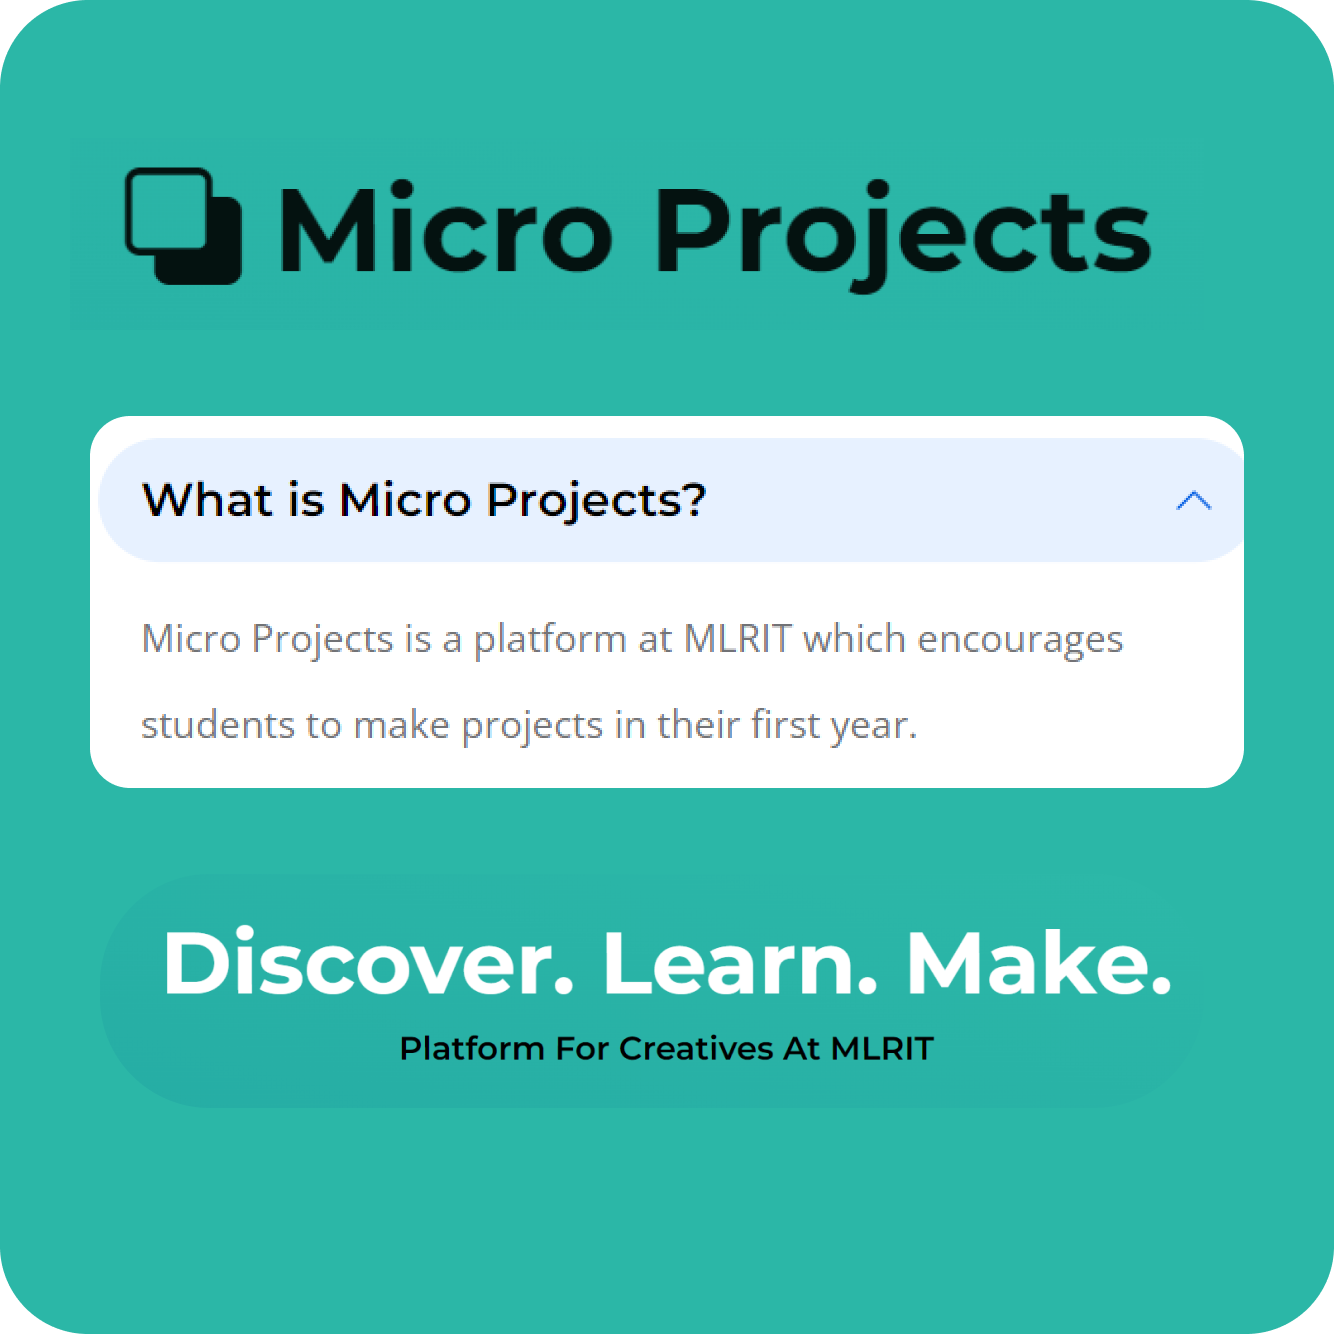 Micro Projects
What is Micro Projects?
Micro Projects is a platform at MLRIT which encourages
students to make projects in their first year.
Discover. Learn. Make.
Platform For Creatives At MLRIT